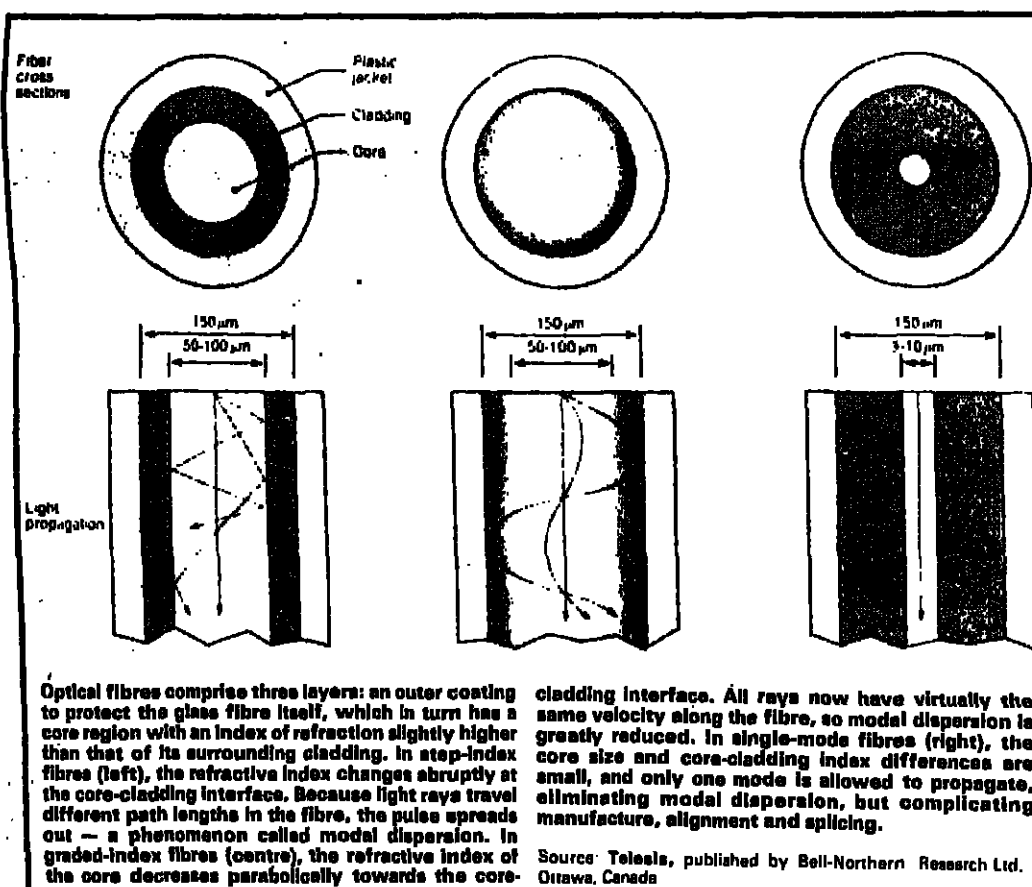 Fiber
cross
sections
Plastic
jacket
Cladding
Core
150 µm
50-100 µm
150 µm
50-100 µm
150 µm
3-10 µm
Light
propagation
Optical fibres comprise three layers: an outer coating
to protect the glass fibre itself, which in turn has a
core region with an index of refraction slightly higher
than that of its surrounding cladding. In step-index
fibres (left), the refractive index changes abruptly at
the core-cladding interface. Because light rays travel
different path lengths in the fibre, the pulse spreads
out — a phenomenon called modal dispersion. In
graded-index fibres (centre), the refractive index of
the core decreases parabolically towards the core-
cladding interface. All rays now have virtually the
same velocity along the fibre, so modal dispersion is
greatly reduced. In single-mode fibres (right), the
core size and core-cladding index differences are
small, and only one mode is allowed to propagate,
eliminating modal dispersion, but complicating
manufacture, alignment and splicing.
Source: Telesis, published by Bell-Northern Research Ltd.
Ottawa, Canada